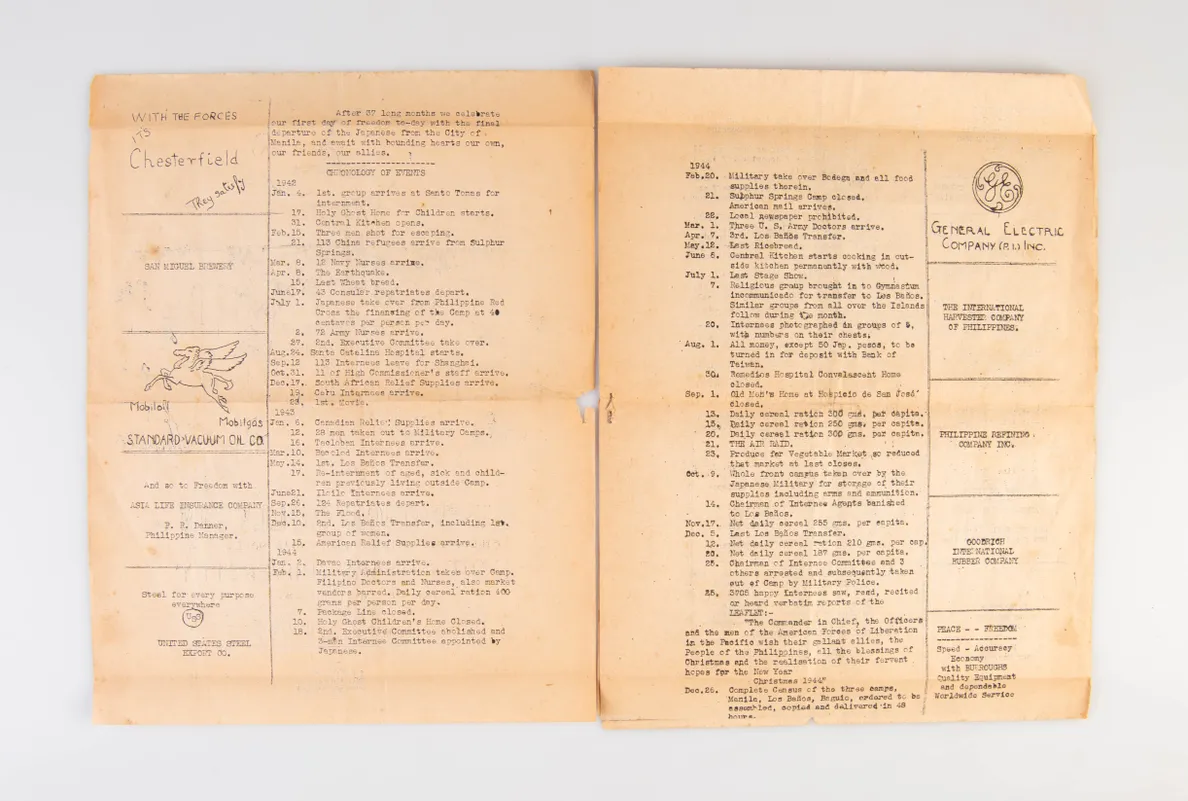 WITH THE FORCES
ITS
Chesterfield
They satisfy
SAN MIGUEL BREWERY
Mobiloil
Mobilgas
STANDARD-VACUUM OIL CO.
And so to Freedom with
ASIA LIFE INSURANCE COMPANY
Danner,
Philippine Manager.
Steel for every purpose
everywhere
USS
UNITED STATES STEEL
EXPORT CO.
After 37 long months we celebrate
our first day of freedom to-day with the final
departure of the Japanese from the City of
Manila, and await with bounding hearts our own,
our friends, our allies.
CHRONOLOGY OF EVENTS
1942
Jan. 4. 1st. group arrives at Santo Tomas for
internment.
17. Holy Ghost Home for Children starts.
31. Central Kitchen opens.
Feb.15. Three men shot for escaping.
21. 113 China refugees arrive from Sulphur
Springs.
Mar. 8. 12 Navy Nurses arrive.
Apr. 8. The Earthquake.
15. Last Wheat bread.
June17. 43 Consular repatriates depart.
July 1. Japanese take over from Philippine Red
Cross the financing of the Camp at 40
centavos per person per day.
2. 72 Army Nurses arrive.
27. 2nd. Executive Committee take over.
Aug.24. Santa Catalina Hospital starts.
Sep.12 113 Internees leave for Shanghai.
Oct.31. 11 of High Commissioner's staff arrive.
Dec.17. South African Relief Supplies arrive.
19. Cebu Internees arrive.
1st. Movie.
1943
Jan. 6. Canadian Relief Supplies arrive.
12. 28 men taken out to Military Camps.
16. Tacloban Internees arrive.
Mar.10. Bacolod Internees arrive.
May.14. 1st. Los Baños Transfer.
17. Re-internment of aged, sick and child-
ren previously living outside Camp.
June21. Iloilo Internees arrive.
Sep.26. 124 Repatriates depart.
Nov.15. The Flood.
Dec.10. 2nd. Los Baños Transfer, including 1st.
group of women.
15. American Relief Supplies arrive.
1944
Jan. 2. Davao Internees arrive.
Feb. 1. Military Administration taken over Camp.
Filipino Doctors and Nurses, also market
vendors barred. Daily cereal ration 400
grams per person per day.
7. Package Line closed.
10. Holy Ghost Children's Home Closed.
18. 2nd. Executive Committee abolished and
3-man Internee Committee appointed by
Japanese.
1944
Feb.20. Military take over Bodega and all food
supplies therein.
21. Sulphur Springs Camp closed.
American mail arrives.
28. Local newspaper prohibited.
Mar. 1. Three U. S. Army Doctors arrive.
Apr. 7. 3rd. Los Baños Transfer.
May.12. Last Ricebread.
June 6. Central Kitchen starts cooking in out-
side kitchen permanently with wood.
July 1. Last Stage Show.
7. Religious group brought in to Gymnasium
incommunicado for transfer to Los Baños.
Similar groups from all over the Islands
follow during the month.
20. Internees photographed in groups of 5,
with numbers on their chests.
Aug. 1. All money, except 50 Jap. pesos, to be
turned in for deposit with Bank of
Taiwan.
30. Remedios Hospital Convalescent Home
closed.
Sep. 1. Old Men's Home at Hospicio de San José
closed.
13. Daily cereal ration 300 gms. per capita.
15. Daily cereal ration 250 gms. per capita.
20. Daily cereal ration 300 gms. per capita.
21. THE AIR RAID.
23. Produce for Vegetable Market so reduced
that market at last closes.
Oct. 9. Whole front campus taken over by the
Japanese Military for storage of their
supplies including arms and ammunition.
14. Chairman of Internee Agents banished
to Los Baños.
Nov.17. Net daily cereal 255 gms. per capita.
Dec. 5. Last Los Baños Transfer.
12. Net daily cereal ration 210 gms. per cap.
20. Net daily cereal 187 gms. per capita.
23. Chairman of Internee Committee and 3
others arrested and subsequently taken
out of Camp by Military Police.
25. 3708 happy Internees saw, read, recited
or heard verbatim reports of the
LEAFLET:-
"The Commander in Chief, the Officers
and the men of the American Forces of Liberation
in the Pacific wish their gallant allies, the
People of the Philippines, all the blessings of
Christmas and the realisation of their fervent
hopes for the New Year
Christmas 1944"
Dec.26. Complete Census of the three camps,
Manila, Los Baños, Baguio, ordered to be
assembled, copied and delivered in 48
hours.
GE
GENERAL ELECTRIC
COMPANY (P.I.) INC.
THE INTERNATIONAL
HARVESTER COMPANY
OF PHILIPPINES.
PHILIPPINE REFINING
COMPANY INC.
GOODRICH
INTERNATIONAL
RUBBER COMPANY
PEACE - - FREEDOM
Speed - Accuracy
Economy
with BURROUGHS
Quality Equipment
and dependable
Worldwide Service